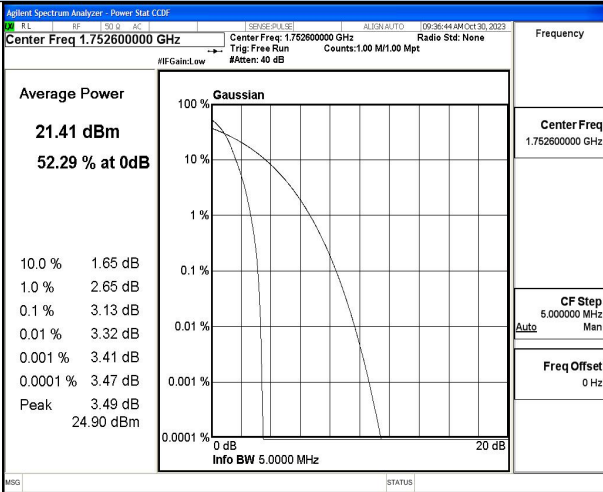 Agilent Spectrum Analyzer - Power Stat CCDF
RL RF 50 Ω AC SENSE:PULSE ALIGN AUTO 09:36:44 AM Oct 30, 2023
Center Freq 1.752600000 GHz
Center Freq: 1.752600000 GHz Radio Std: None
Trig: Free Run Counts:1.00 M/1.00 Mpt
#IFGain:Low #Atten: 40 dB
Frequency
Average Power
21.41 dBm
52.29 % at 0dB
10.0 % 1.65 dB
1.0 % 2.65 dB
0.1 % 3.13 dB
0.01 % 3.32 dB
0.001 % 3.41 dB
0.0001 % 3.47 dB
Peak 3.49 dB
24.90 dBm
Gaussian
100 %
10 %
1 %
0.1 %
0.01 %
0.001 %
0.0001 %
0 dB 20 dB
Info BW 5.0000 MHz
Center Freq
1.752600000 GHz
CF Step
5.000000 MHz
Auto Man
Freq Offset
0 Hz
MSG STATUS